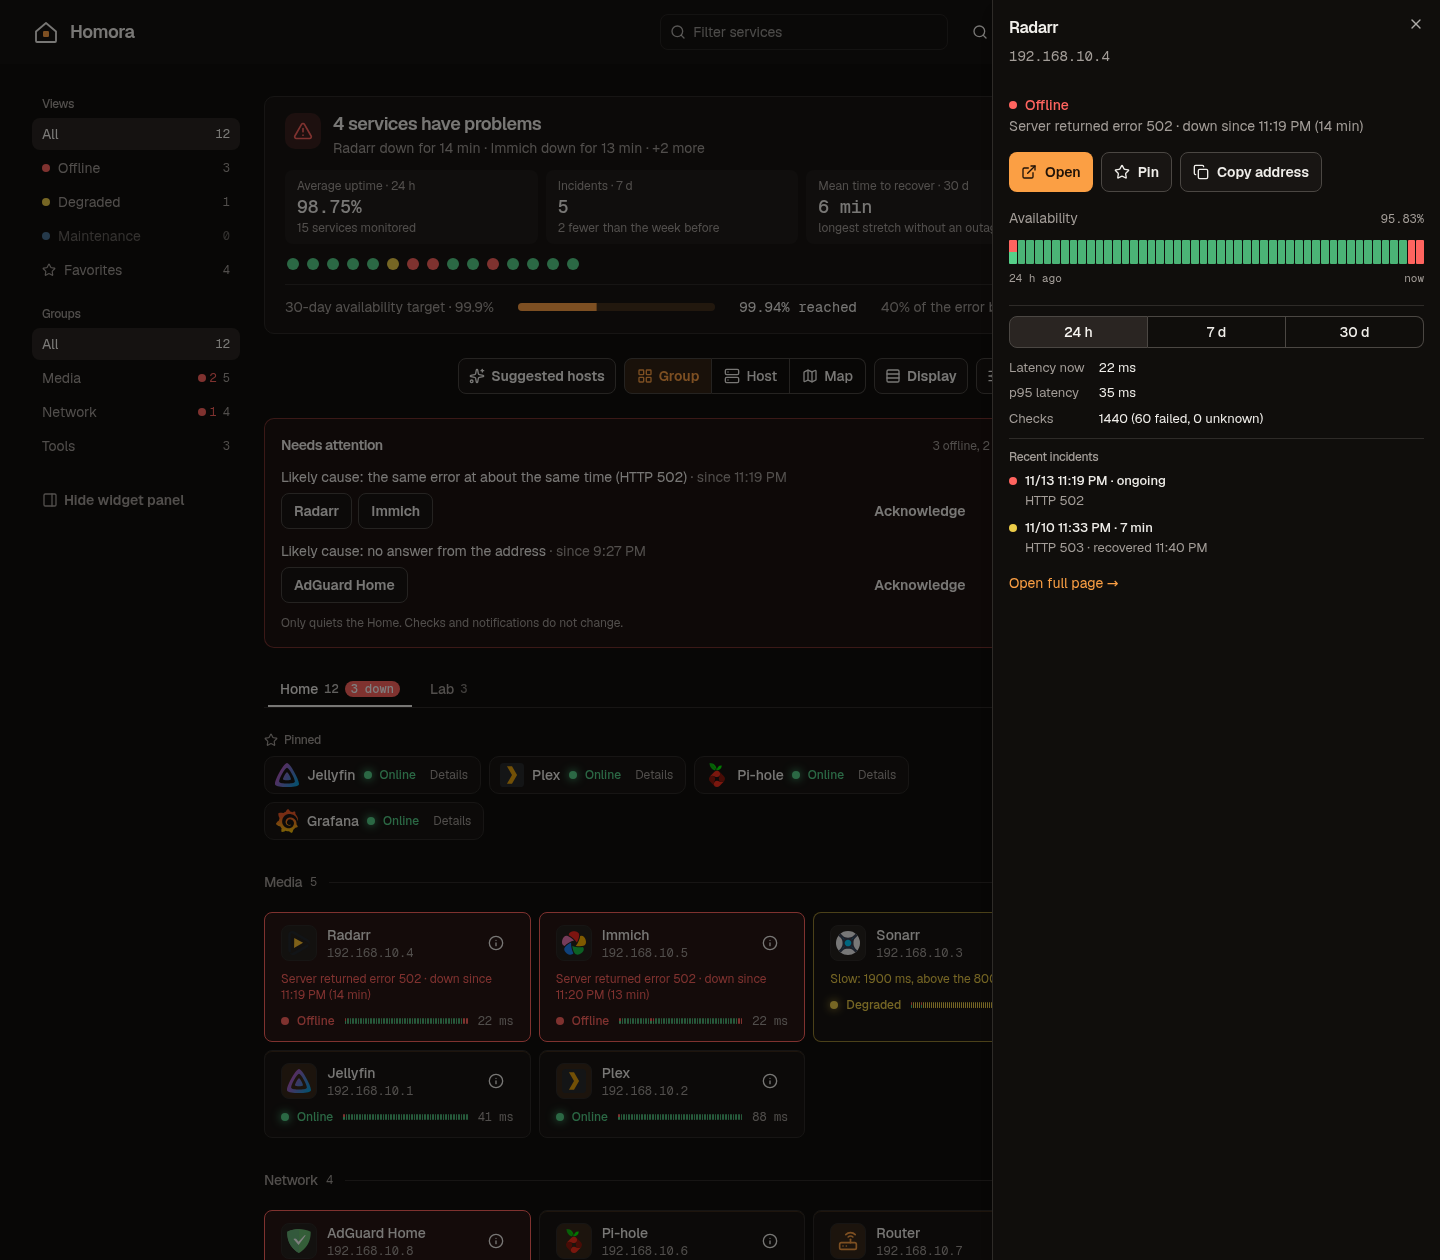 Homora
Filter services
Views
All 12
Offline 3
Degraded 1
Maintenance 0
Favorites 4
Groups
All 12
Media 2 5
Network 1 4
Tools 3
Hide widget panel
4 services have problems
Radarr down for 14 min · Immich down for 13 min · +2 more
Average uptime · 24 h
98.75%
15 services monitored
Incidents · 7 d
5
2 fewer than the week before
Mean time to recover · 30 d
6 min
longest stretch without an
30-day availability target · 99.9% 99.94% reached 40% of the error
Suggested hosts Group Host Map Display
Needs attention 3 offline, 2
Likely cause: the same error at about the same time (HTTP 502) · since 11:19 PM
Radarr Immich Acknowledge
Likely cause: no answer from the address · since 9:27 PM
AdGuard Home Acknowledge
Only quiets the Home. Checks and notifications do not change.
Home 12 3 down Lab 3
Pinned
Jellyfin Online Details Plex Online Details Pi-hole Online Details
Grafana Online Details
Media 5
Radarr
192.168.10.4
Server returned error 502 · down since
11:19 PM (14 min)
Offline 22 ms
Immich
192.168.10.5
Server returned error 502 · down since
11:20 PM (13 min)
Offline 22 ms
Sonarr
192.168.10.3
Slow: 1900 ms, above the 800
Degraded
Jellyfin
192.168.10.1
Online 41 ms
Plex
192.168.10.2
Online 88 ms
Network 4
AdGuard Home
192.168.10.8
Pi-hole
192.168.10.6
Router
192.168.10.7
Radarr
192.168.10.4
Offline
Server returned error 502 · down since 11:19 PM (14 min)
Open Pin Copy address
Availability 95.83%
24 h ago now
24 h 7 d 30 d
Latency now 22 ms
p95 latency 35 ms
Checks 1440 (60 failed, 0 unknown)
Recent incidents
11/13 11:19 PM · ongoing
HTTP 502
11/10 11:33 PM · 7 min
HTTP 503 · recovered 11:40 PM
Open full page →